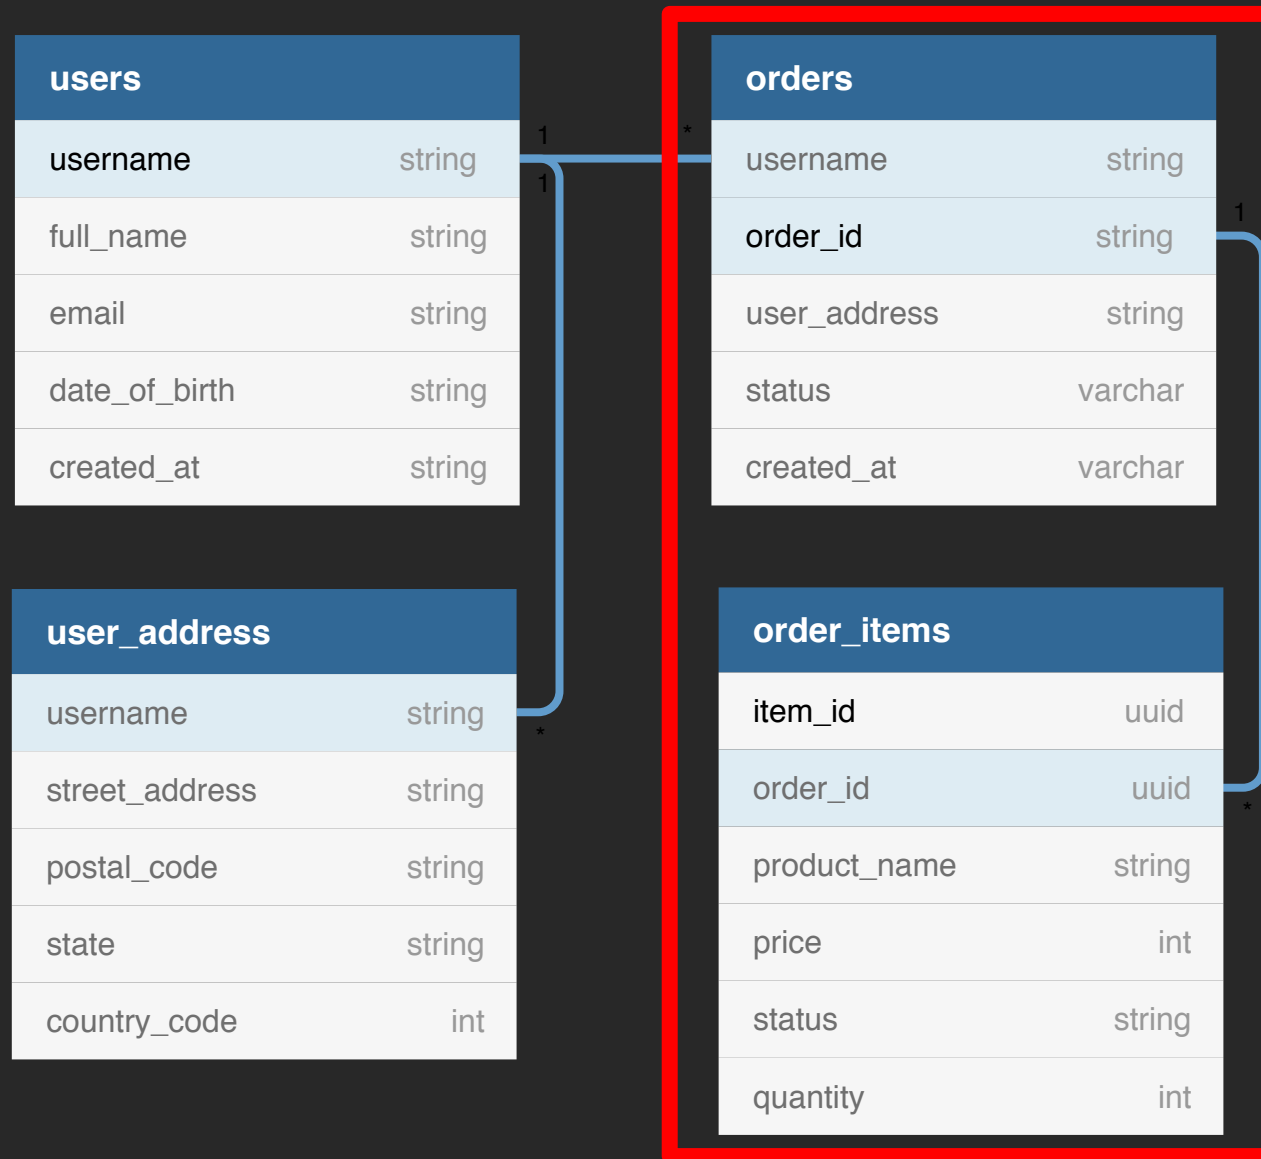 users
username string
full_name string
email string
date_of_birth string
created_at string
1
1
*
orders
username string
order_id string
user_address string
status varchar
created_at varchar
1
user_address
username string
street_address string
postal_code string
state string
country_code int
*
order_items
item_id uuid
order_id uuid
product_name string
price int
status string
quantity int
*